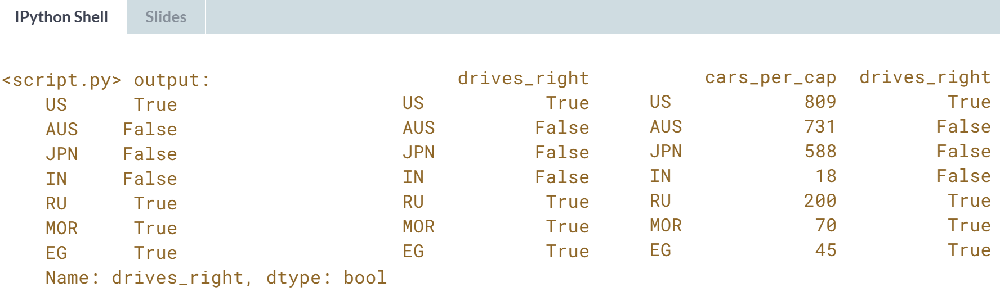 IPython Shell Slides
<script.py> output:
US True
AUS False
JPN False
IN False
RU True
MOR True
EG True
Name: drives_right, dtype: bool
drives_right
US True
AUS False
JPN False
IN False
RU True
MOR True
EG True
cars_per_cap drives_right
US 809 True
AUS 731 False
JPN 588 False
IN 18 False
RU 200 True
MOR 70 True
EG 45 True